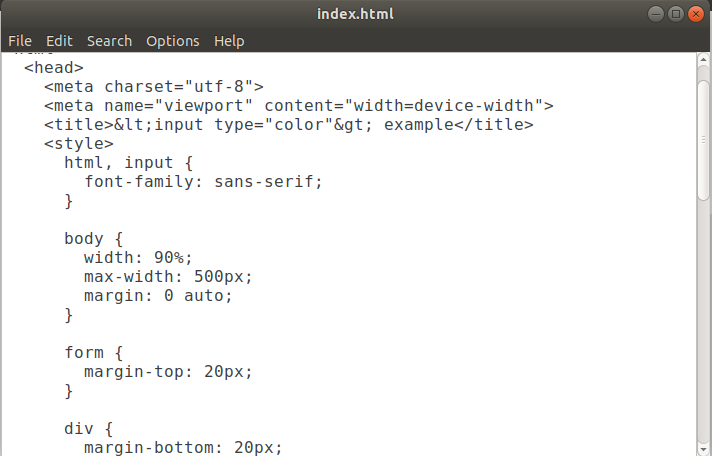 index.html
File Edit Search Options Help
<head>
<meta charset="utf-8">
<meta name="viewport" content="width=device-width">
<title>&lt;input type="color"&gt; example</title>
<style>
html, input {
font-family: sans-serif;
}
body {
width: 90%;
max-width: 500px;
margin: 0 auto;
}
form {
margin-top: 20px;
}
div {
margin-bottom: 20px;